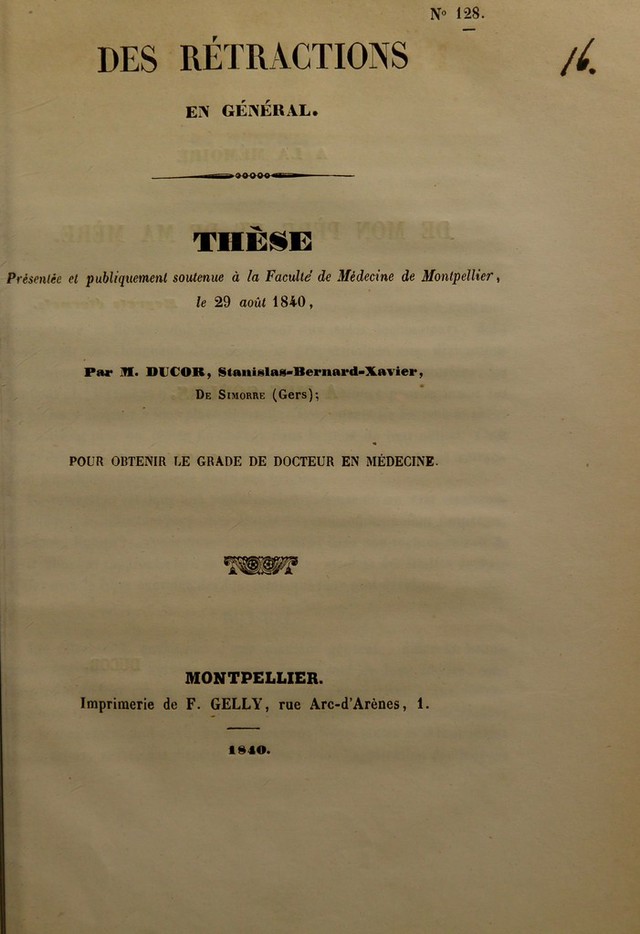 N° 128.
16.
DES RÉTRACTIONS
EN GÉNÉRAL.
THÈSE
Présentée et publiquement soutenue à la Faculté de Médecine de Montpellier,
le 29 août 1840,
Par M. DUCOR, Stanislas-Bernard-Xavier,
DE SIMORRE (Gers);
POUR OBTENIR LE GRADE DE DOCTEUR EN MÉDECINE.
MONTPELLIER.
Imprimerie de F. GELLY, rue Arc-d'Arènes, 1.
1840.